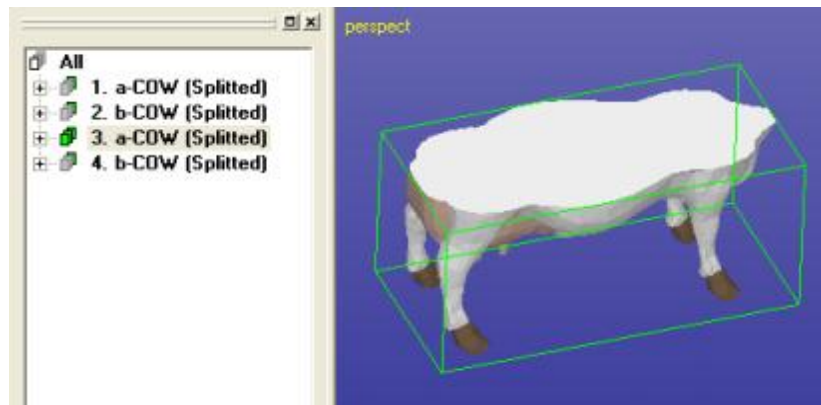 All
1. a-COW (Splitted)
2. b-COW (Splitted)
3. a-COW (Splitted)
4. b-COW (Splitted)
perspect